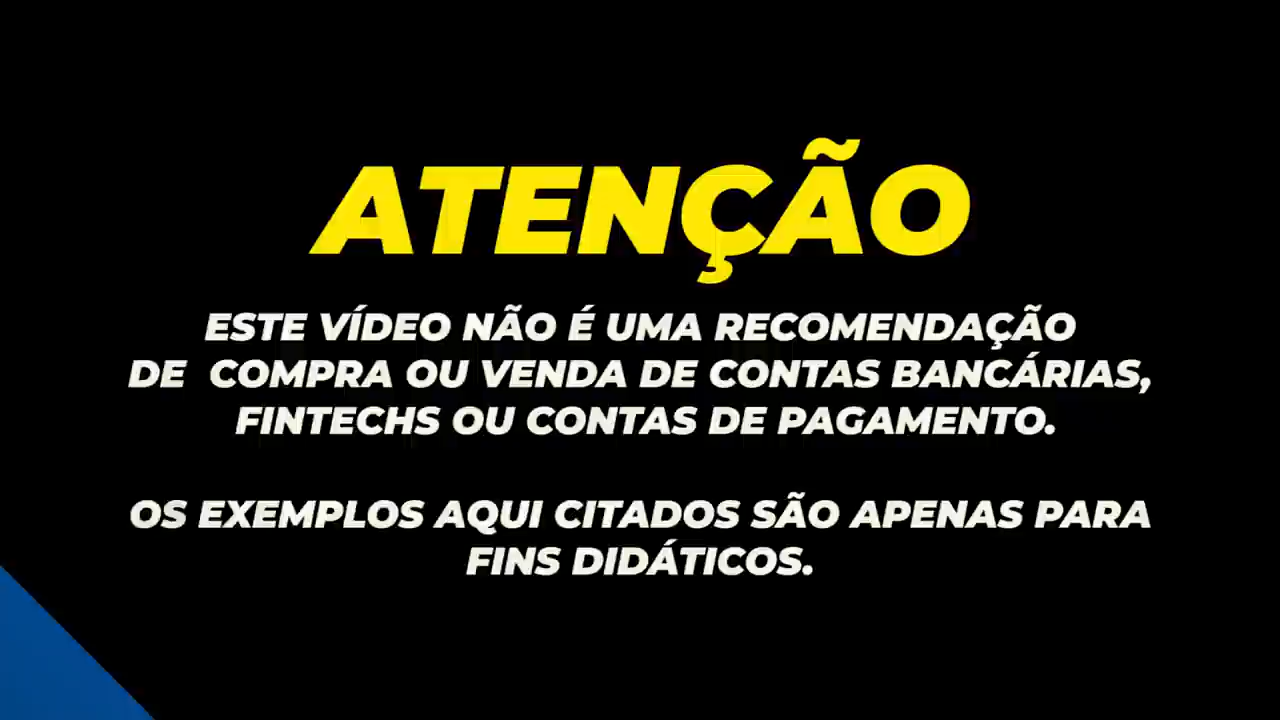 ATENÇÃO
ESTE VÍDEO NÃO É UMA RECOMENDAÇÃO
DE COMPRA OU VENDA DE CONTAS BANCÁRIAS,
FINTECHS OU CONTAS DE PAGAMENTO.
OS EXEMPLOS AQUI CITADOS SÃO APENAS PARA
FINS DIDÁTICOS.